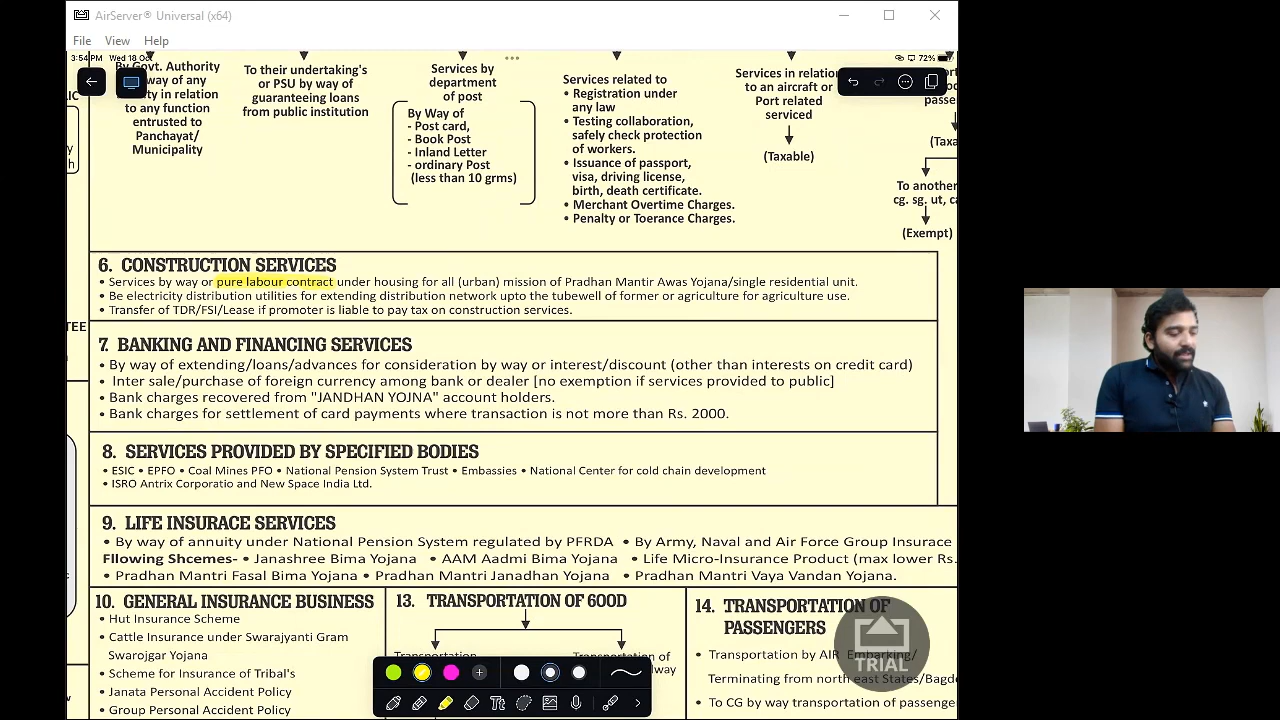 AirServer® Universal (x64)
File View Help
3:54 PM Wed 18 Oct
72%
By Govt. Authority
way of any
in relation
to any function
entrusted to
Panchayat/
Municipality
To their undertaking's
or PSU by way of
guaranteeing loans
from public institution
Services by
department
of post
By Way of
- Post card,
- Book Post
- Inland Letter
- ordinary Post
(less than 10 grms)
Services related to
• Registration under
any law
• Testing collaboration,
safely check protection
of workers.
• Issuance of passport,
visa, driving license,
birth, death certificate.
• Merchant Overtime Charges.
• Penalty or Toerance Charges.
Services in relation
to an aircraft or
Port related
serviced
(Taxable)
To another
cg. sg. ut,
(Exempt)
6. CONSTRUCTION SERVICES
• Services by way or pure labour contract under housing for all (urban) mission of Pradhan Mantir Awas Yojana/single residential unit.
• Be electricity distribution utilities for extending distribution network upto the tubewell of former or agriculture for agriculture use.
• Transfer of TDR/FSI/Lease if promoter is liable to pay tax on construction services.
7. BANKING AND FINANCING SERVICES
• By way of extending/loans/advances for consideration by way or interest/discount (other than interests on credit card)
• Inter sale/purchase of foreign currency among bank or dealer [no exemption if services provided to public]
• Bank charges recovered from "JANDHAN YOJNA" account holders.
• Bank charges for settlement of card payments where transaction is not more than Rs. 2000.
8. SERVICES PROVIDED BY SPECIFIED BODIES
• ESIC • EPFO • Coal Mines PFO • National Pension System Trust • Embassies • National Center for cold chain development
• ISRO Antrix Corporatio and New Space India Ltd.
9. LIFE INSURACE SERVICES
• By way of annuity under National Pension System regulated by PFRDA • By Army, Naval and Air Force Group Insurace
Fllowing Shcemes- • Janashree Bima Yojana • AAM Aadmi Bima Yojana • Life Micro-Insurance Product (max lower Rs.
• Pradhan Mantri Fasal Bima Yojana • Pradhan Mantri Janadhan Yojana • Pradhan Mantri Vaya Vandan Yojana.
10. GENERAL INSURANCE BUSINESS
• Hut Insurance Scheme
• Cattle Insurance under Swarajyanti Gram
Swarojgar Yojana
• Scheme for Insurance of Tribal's
• Janata Personal Accident Policy
• Group Personal Accident Policy
13. TRANSPORTATION OF 6OOD
14. TRANSPORTATION OF
PASSENGERS
• Transportation by AIR Embarking/
Terminating from north east States/Bagd
• To CG by way transportation of passenge
TRIAL
Tt